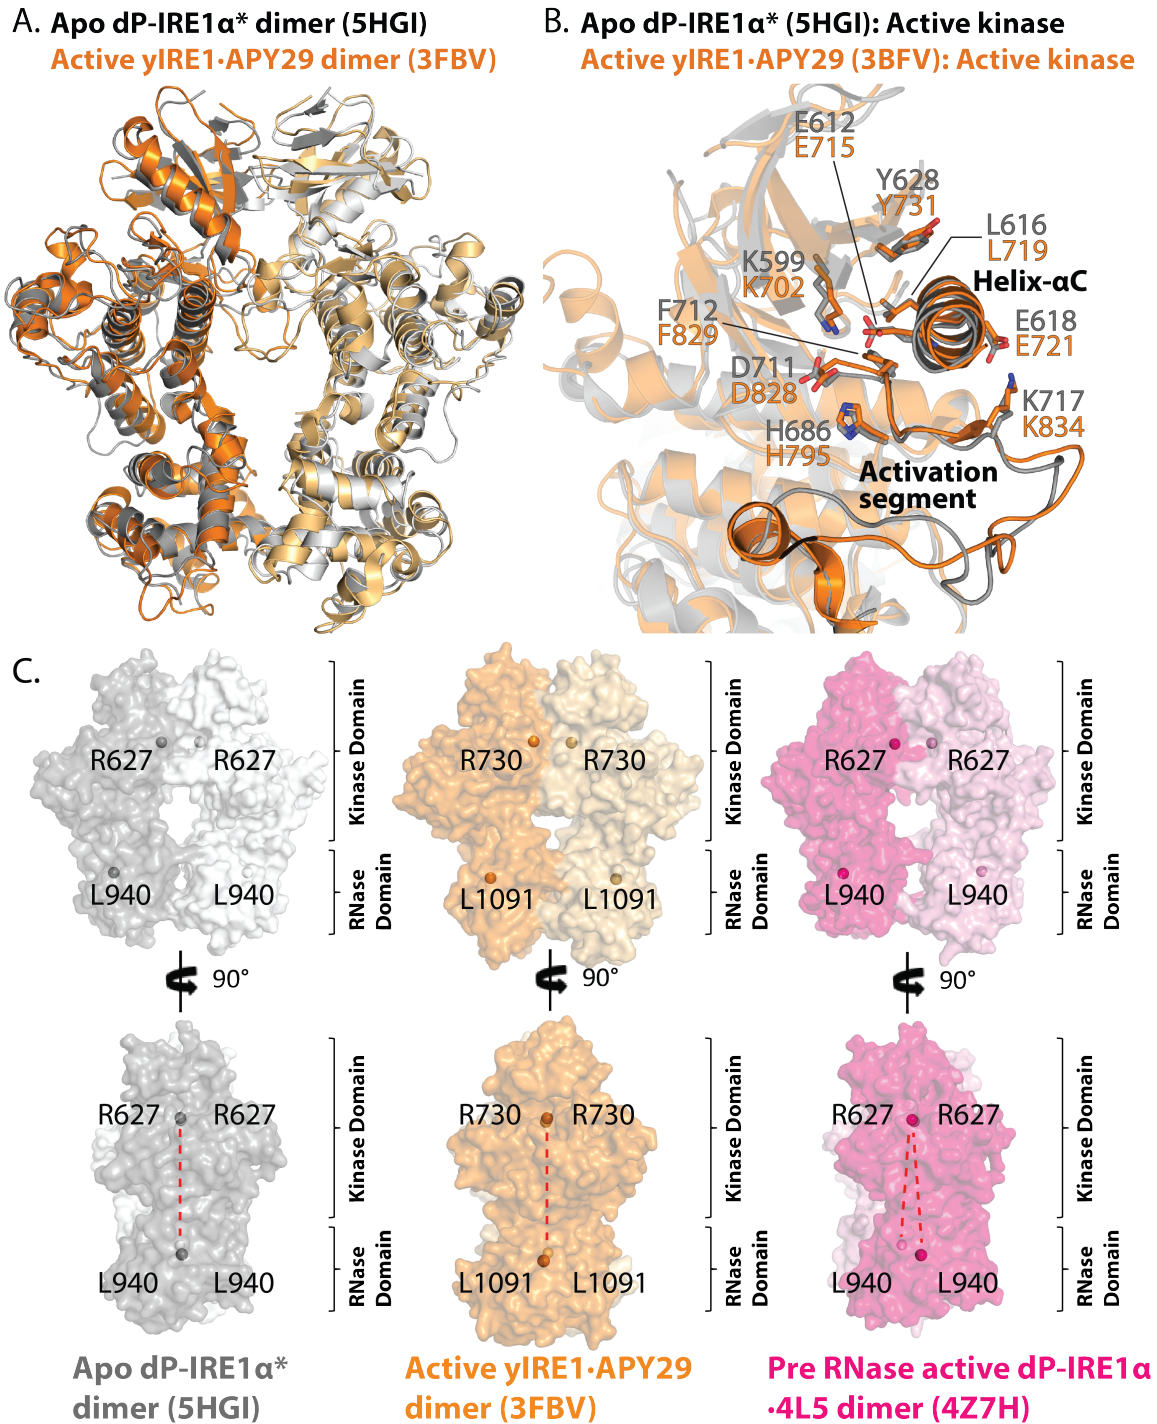 A. Apo dP-IRE1α* dimer (5HGI)
Active yIRE1·APY29 dimer (3FBV)
B. Apo dP-IRE1α* (5HGI): Active kinase
Active yIRE1·APY29 (3BFV): Active kinase
E612
E715
Y628
Y731
L616
L719
Helix-αC
K599
K702
F712
F829
E618
E721
D711
D828
K717
K834
H686
H795
Activation
segment
C.
R627 R627
L940 L940
Kinase Domain
RNase
Domain
R730 R730
L1091 L1091
Kinase Domain
RNase
Domain
R627 R627
L940 L940
Kinase Domain
RNase
Domain
90°
90°
90°
R627 R627
L940 L940
Kinase Domain
RNase
Domain
R730 R730
L1091 L1091
Kinase Domain
RNase
Domain
R627 R627
L940 L940
Kinase Domain
RNase
Domain
Apo dP-IRE1α*
dimer (5HGI)
Active yIRE1·APY29
dimer (3FBV)
Pre RNase active dP-IRE1α
·4L5 dimer (4Z7H)